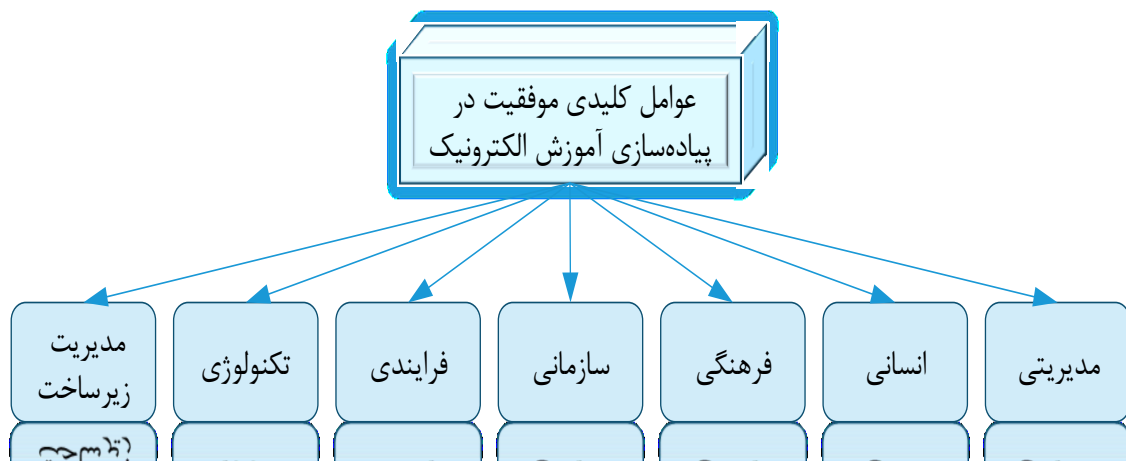 عوامل کلیدی موفقیت در
پیاده‌سازی آموزش الکترونیک
مدیریتی
انسانی
فرهنگی
سازمانی
فرایندی
تکنولوژی
مدیریت
زیرساخت